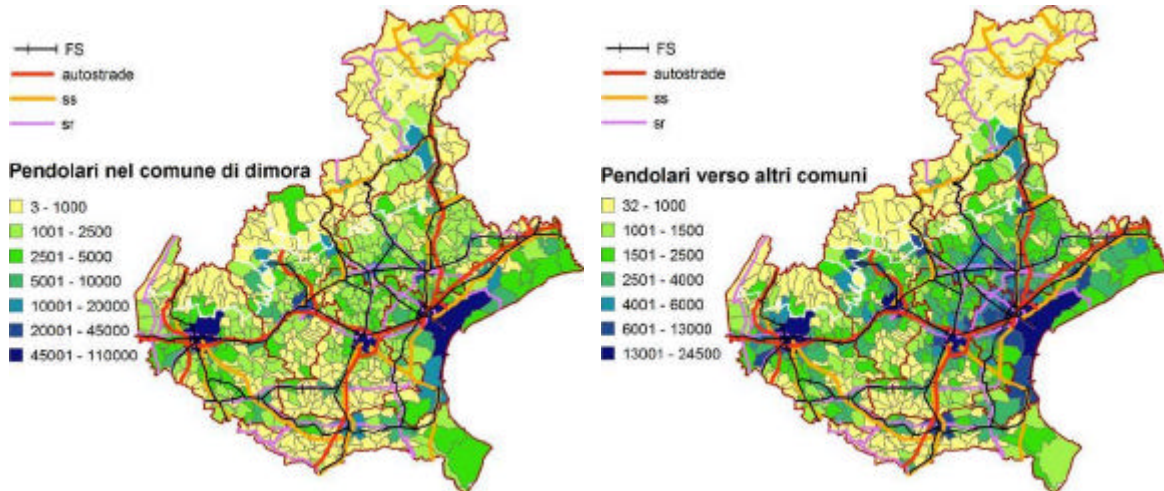 FS
autostrade
ss
sr
Pendolari nel comune di dimora
3 - 1000
1001 - 2500
2501 - 5000
5001 - 10000
10001 - 20000
20001 - 45000
45001 - 110000
FS
autostrade
ss
sr
Pendolari verso altri comuni
32 - 1000
1001 - 1500
1501 - 2500
2501 - 4000
4001 - 6000
6001 - 13000
13001 - 24500